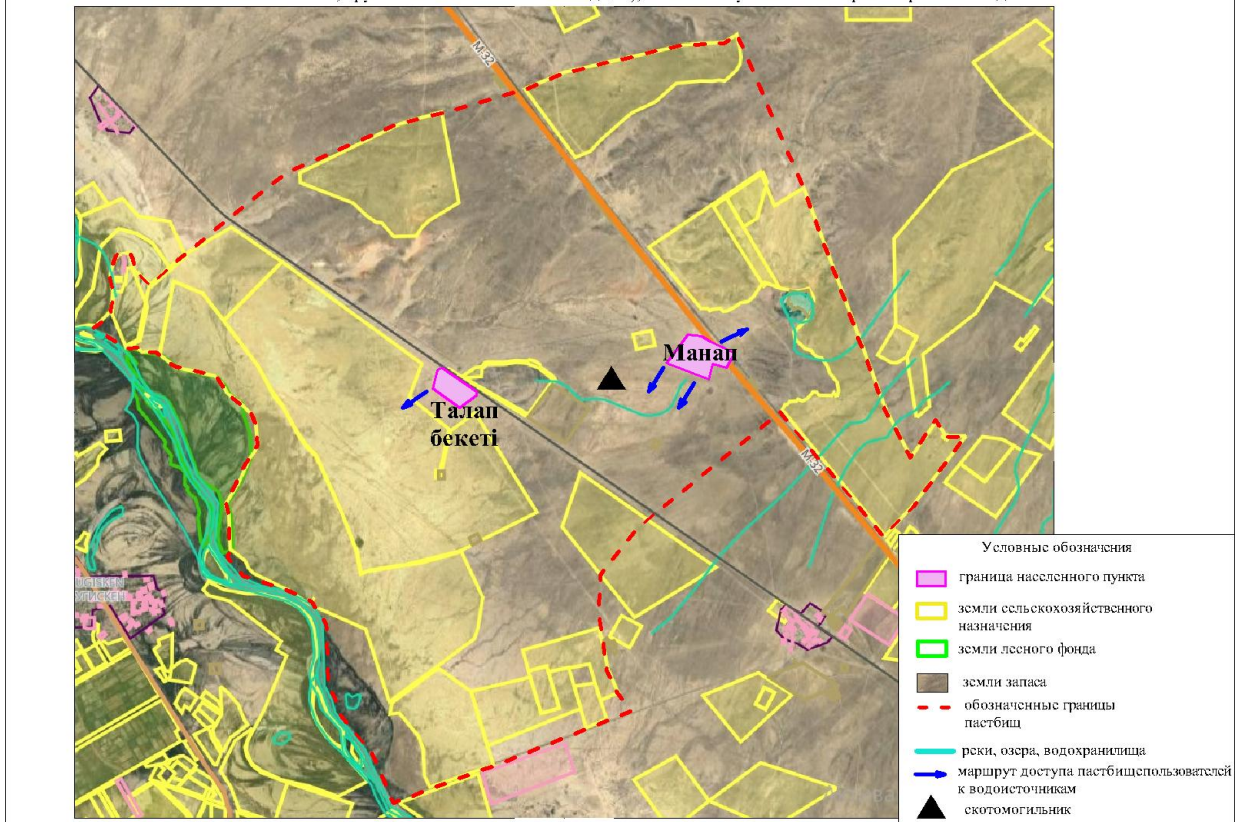 М-32
Манап
Талап
бекеті
М-32
Условные обозначения
граница населенного пункта
земли сельскохозяйственного
назначения
земли лесного фонда
земли запаса
обозначенные границы
пастбищ
реки, озера, водохранилища
маршрут доступа пастбищепользователей
к водоисточникам
скотомогильник